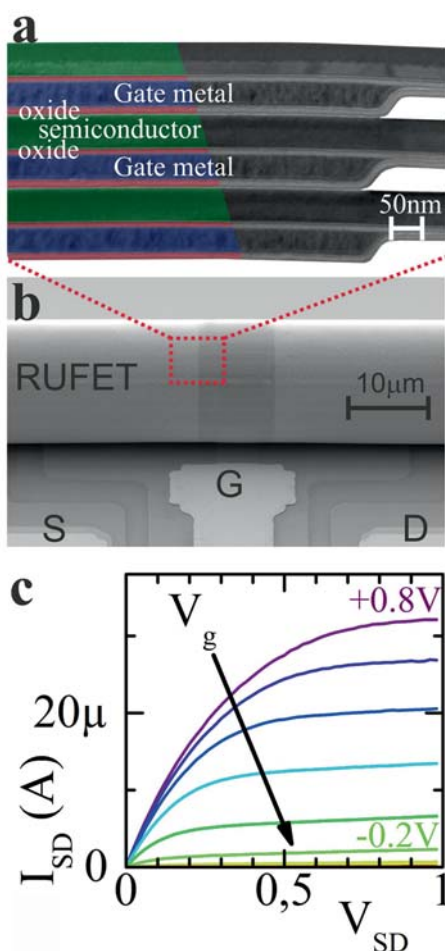 a
Gate metal
oxide
semiconductor
oxide
Gate metal
50nm
b
RUFET
10μm
G
S
D
c
V g
+0.8V
20μ
-0.2V
0
I SD (A)
0
0,5
1
V SD